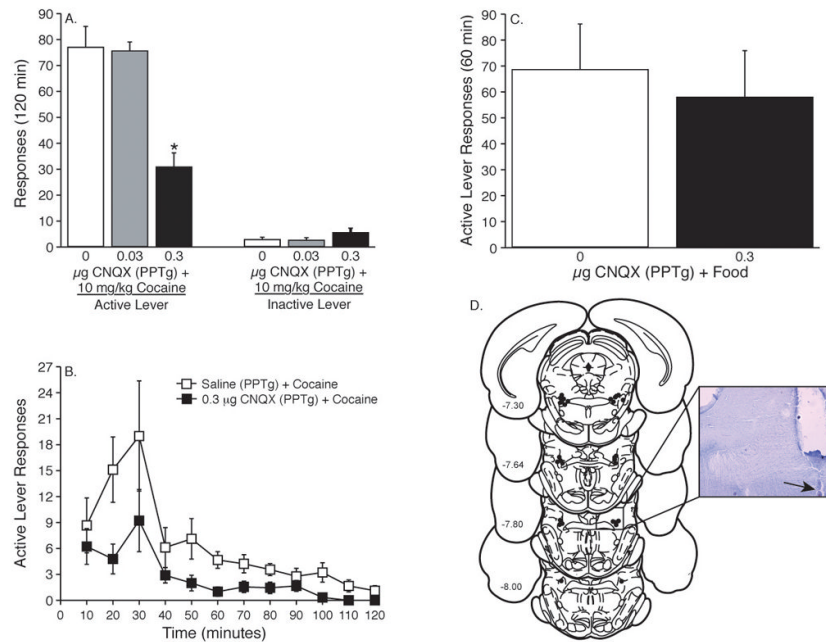 A.
Responses (120 min)
90
80
70
60
50
40
30
20
10
0
*
0 0.03 0.3 0 0.03 0.3
µg CNQX (PPTg) + µg CNQX (PPTg) +
10 mg/kg Cocaine 10 mg/kg Cocaine
Active Lever Inactive Lever
C.
Active Lever Responses (60 min)
90
80
70
60
50
40
30
20
10
0
0 0.3
µg CNQX (PPTg) + Food
B.
Active Lever Responses
27
24
21
18
15
12
9
6
3
0
Saline (PPTg) + Cocaine
0.3 µg CNQX (PPTg) + Cocaine
0 10 20 30 40 50 60 70 80 90 100 110 120
Time (minutes)
D.
-7.30
-7.64
-7.80
-8.00